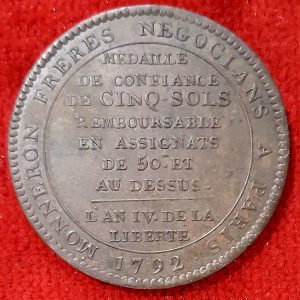 MONNERON FRERES NEGOCIANS A PARIS
MEDAILLE
DE CONFIANCE
DE CINQ-SOLS
REMBOURSABLE
EN ASSIGNATS
DE 50# ET
AU DESSUS.
L'AN IV. DE LA
LIBERTE
1792.